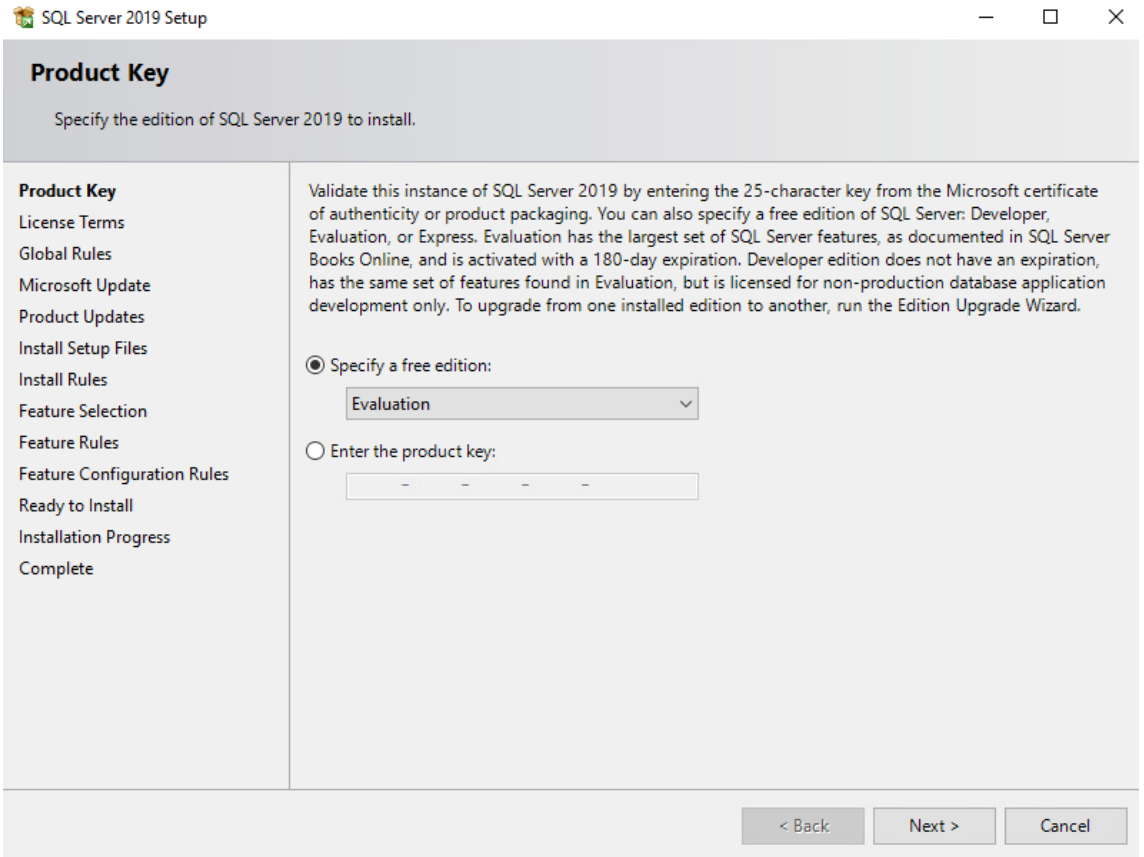 SQL Server 2019 Setup
Product Key
Specify the edition of SQL Server 2019 to install.
Product Key
License Terms
Global Rules
Microsoft Update
Product Updates
Install Setup Files
Install Rules
Feature Selection
Feature Rules
Feature Configuration Rules
Ready to Install
Installation Progress
Complete
Validate this instance of SQL Server 2019 by entering the 25-character key from the Microsoft certificate
of authenticity or product packaging. You can also specify a free edition of SQL Server: Developer,
Evaluation, or Express. Evaluation has the largest set of SQL Server features, as documented in SQL Server
Books Online, and is activated with a 180-day expiration. Developer edition does not have an expiration,
has the same set of features found in Evaluation, but is licensed for non-production database application
development only. To upgrade from one installed edition to another, run the Edition Upgrade Wizard.
Specify a free edition:
Evaluation
Enter the product key:
- - - -
< Back
Next >
Cancel